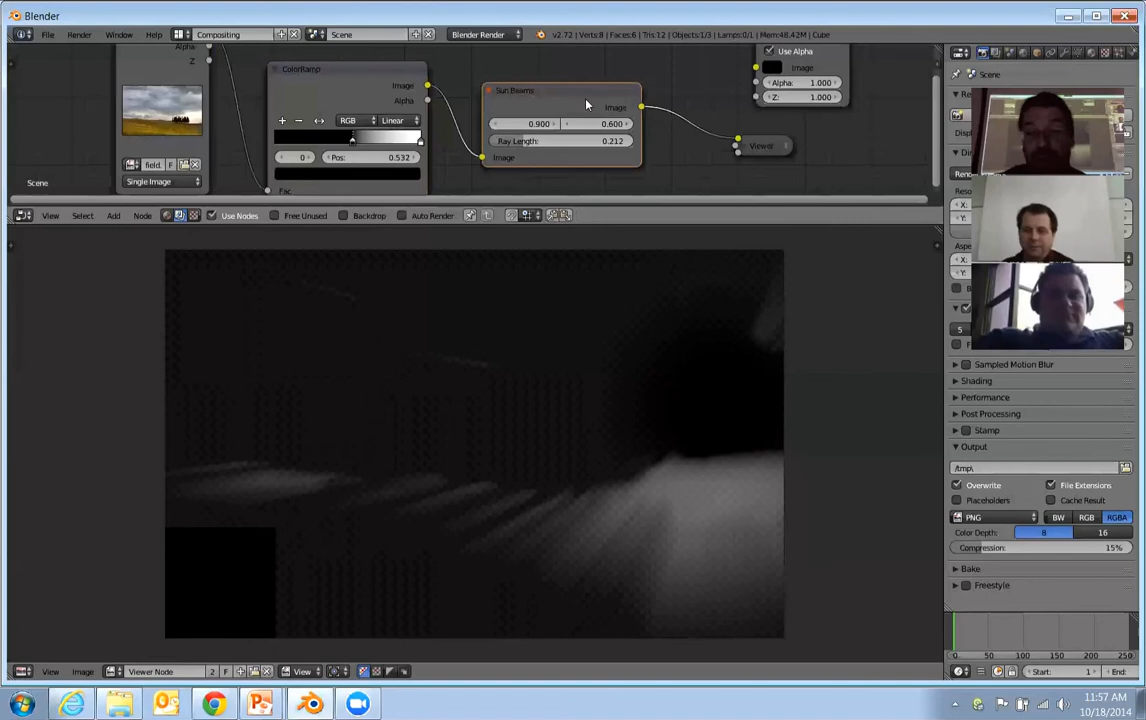 Blender
File Render Window Help Compositing Scene Blender Render v2.72 | Verts:8 | Faces:6 | Tris:12 | Objects:1/3 | Lamps:0/1 | Mem:48.42M | Cube
Alpha
Z
field. F
Single Image
ColorRamp
Image
Alpha
RGB Linear
0 Pos: 0.532
Fac
Sun Beams
Image
0.900 0.600
Ray Length: 0.212
Image
Use Alpha
Image
Alpha: 1.000
Z: 1.000
Viewer
Scene
View Select Add Node Use Nodes Free Unused Backdrop Auto Render
Scene
X:
Y:
X:
Y:
5
Sampled Motion Blur
Shading
Performance
Post Processing
Stamp
Output
/tmp\
Overwrite File Extensions
Placeholders Cache Result
PNG BW RGB RGBA
Color Depth: 8 16
Compression: 15%
Bake
Freestyle
0 50 100 150 200 250
View Image Viewer Node 2 F View Start: 1 End:
11:57 AM
10/18/2014